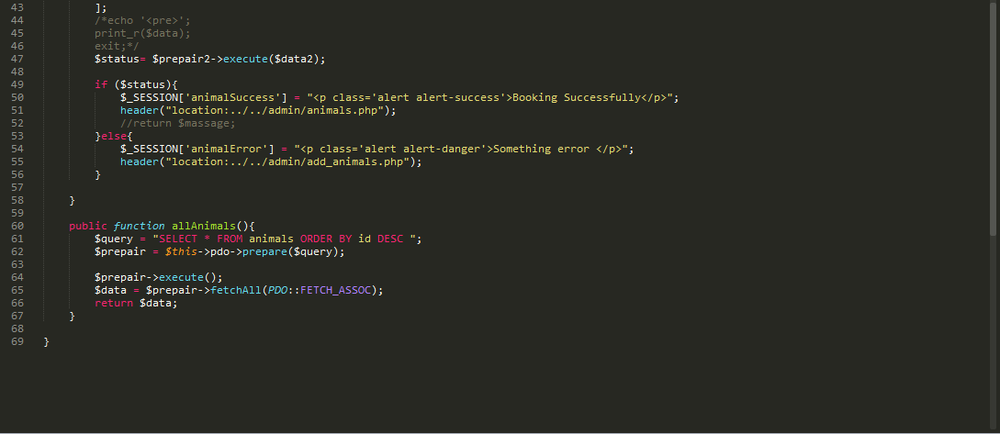 43 ];
44 /*echo '<pre>';
45 print_r($data);
46 exit;*/
47 $status= $prepair2->execute($data2);
48
49 if ($status){
50 $_SESSION['animalSuccess'] = "<p class='alert alert-success'>Booking Successfully</p>";
51 header("location:../../admin/animals.php");
52 //return $massage;
53 }else{
54 $_SESSION['animalError'] = "<p class='alert alert-danger'>Something error </p>";
55 header("location:../../admin/add_animals.php");
56 }
57
58 }
59
60 public function allAnimals(){
61 $query = "SELECT * FROM animals ORDER BY id DESC ";
62 $prepair = $this->pdo->prepare($query);
63
64 $prepair->execute();
65 $data = $prepair->fetchAll(PDO::FETCH_ASSOC);
66 return $data;
67 }
68
69 }